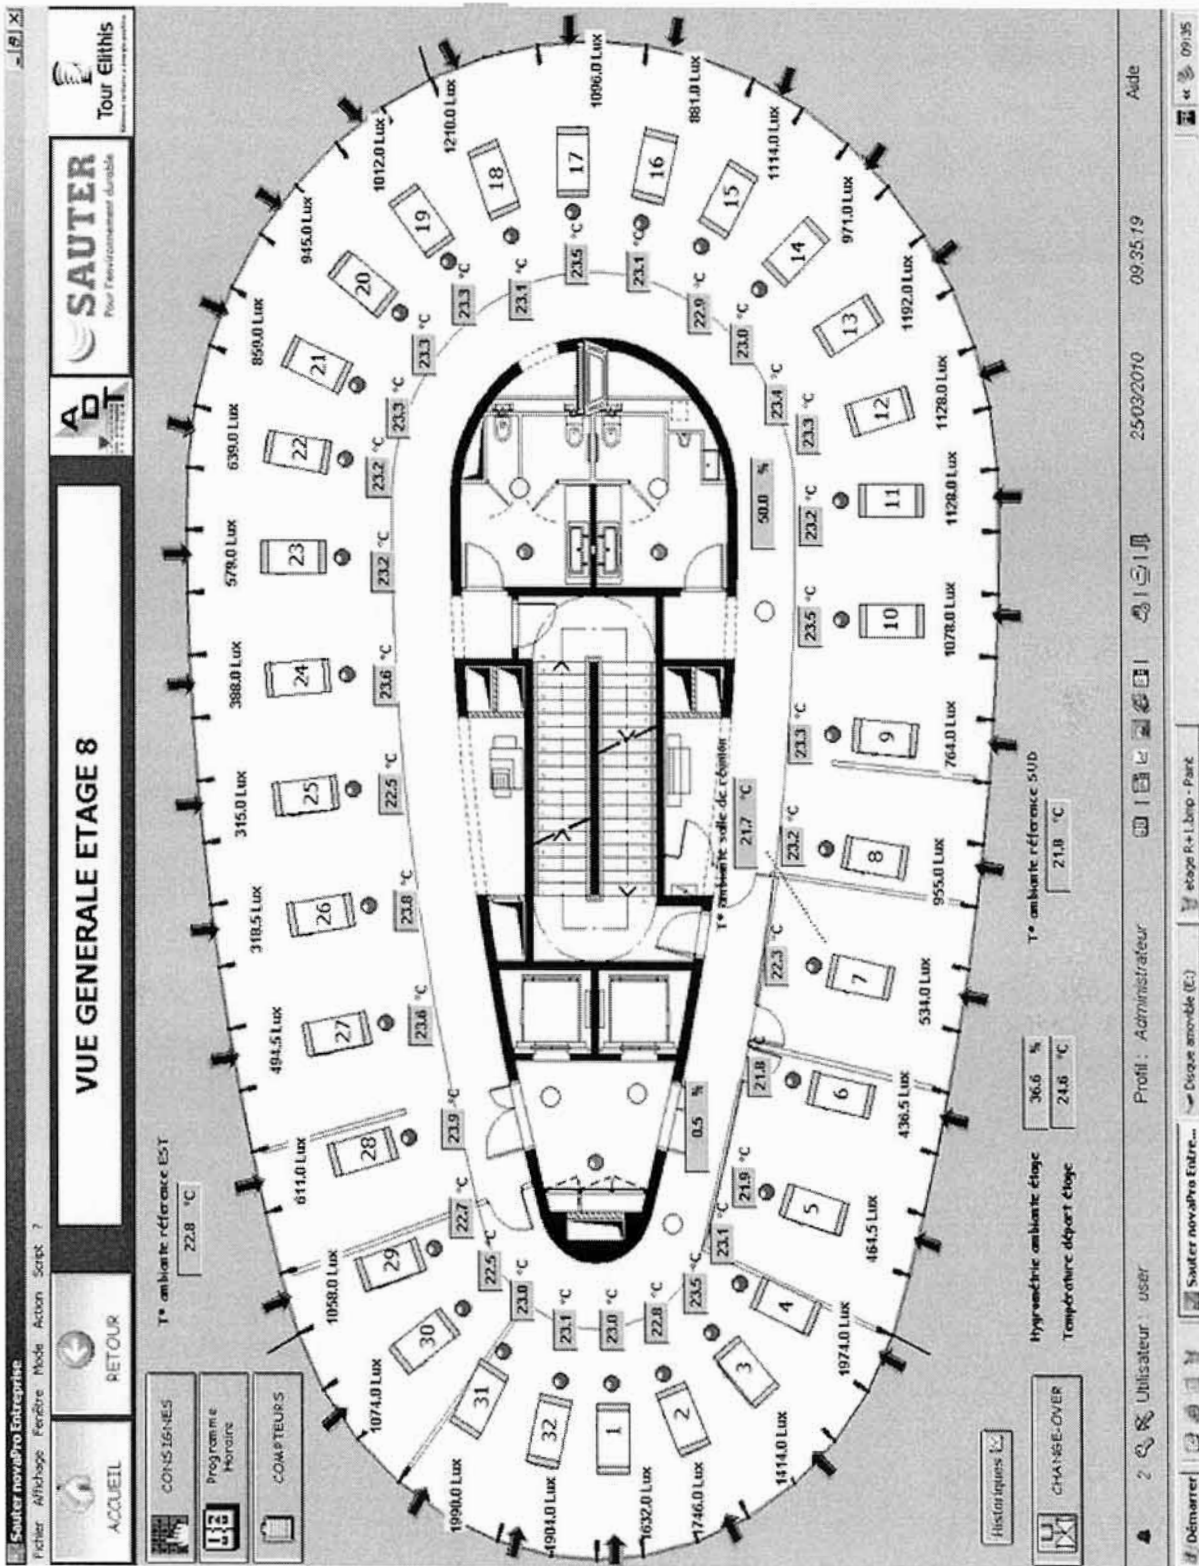 Sauter novaPro Entreprise
Fichier Affichage Fenêtre Mode Action Script ?
ACCUEIL
RETOUR
VUE GENERALE ETAGE 8
ADT
SAUTER
Pour l'environnement durable
Tour Elithis
CONSIGNES
Programme Horaire
COMPTEURS
T° ambiante réference EST
22.8 °C
1990.0 Lux
1074.0 Lux
1058.0 Lux
611.0 Lux
494.5 Lux
318.5 Lux
315.0 Lux
388.0 Lux
579.0 Lux
639.0 Lux
850.0 Lux
945.0 Lux
1012.0 Lux
1210.0 Lux
1096.0 Lux
881.0 Lux
1114.0 Lux
971.0 Lux
1192.0 Lux
1128.0 Lux
1128.0 Lux
1078.0 Lux
764.0 Lux
955.0 Lux
534.0 Lux
436.5 Lux
464.5 Lux
1974.0 Lux
1414.0 Lux
1746.0 Lux
1632.0 Lux
1904.0 Lux
31
30
29
28
27
26
25
24
23
22
21
20
19
18
17
16
15
14
13
12
11
10
9
8
7
6
5
4
3
2
1
32
22.5 °C
22.7 °C
23.9 °C
23.8 °C
22.5 °C
23.6 °C
23.2 °C
23.2 °C
23.3 °C
23.3 °C
23.3 °C
23.1 °C
23.5 °C
23.1 °C
22.9 °C
23.4 °C
23.3 °C
23.2 °C
23.5 °C
23.3 °C
23.2 °C
22.3 °C
21.8 °C
21.9 °C
23.1 °C
23.5 °C
22.8 °C
23.1 °C
50.0 %
0.5 %
T° ambiante salle de réunion
21.7 °C
Historiques
CHANGE-OVER
Hygrométrie ambiante étage 36.6 %
Température départ étage 24.6 °C
T° ambiante réference SUD
21.8 °C
2 Utilisateur : user
Profil : Administrateur
25/03/2010
09:35:19
Aide
Démarrer
Sauter novaPro Entre...
Disque amovible (E:)
etage R+1.bmp - Paint
09:35